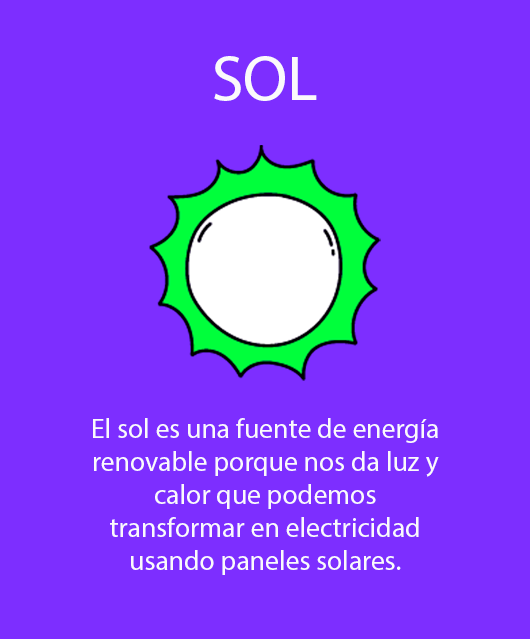 SOL
El sol es una fuente de energía
renovable porque nos da luz y
calor que podemos
transformar en electricidad
usando paneles solares.